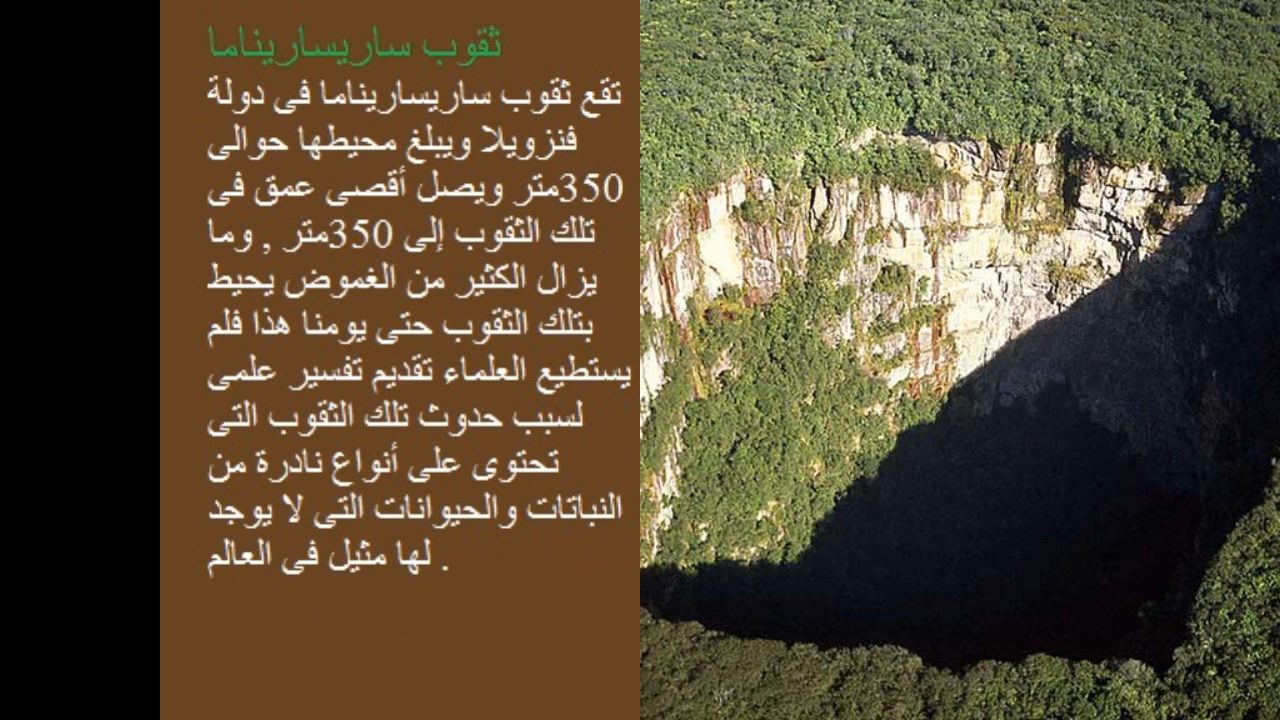 ثقوب ساريساريناما
تقع ثقوب ساريساريناما فى دولة
فنزويلا ويبلغ محيطها حوالى
350متر ويصل أقصى عمق فى
تلك الثقوب إلى 350متر , وما
يزال الكثير من الغموض يحيط
بتلك الثقوب حتى يومنا هذا فلم
يستطيع العلماء تقديم تفسير علمى
لسبب حدوث تلك الثقوب التى
تحتوى على أنواع نادرة من
النباتات والحيوانات التى لا يوجد
لها مثيل فى العالم .